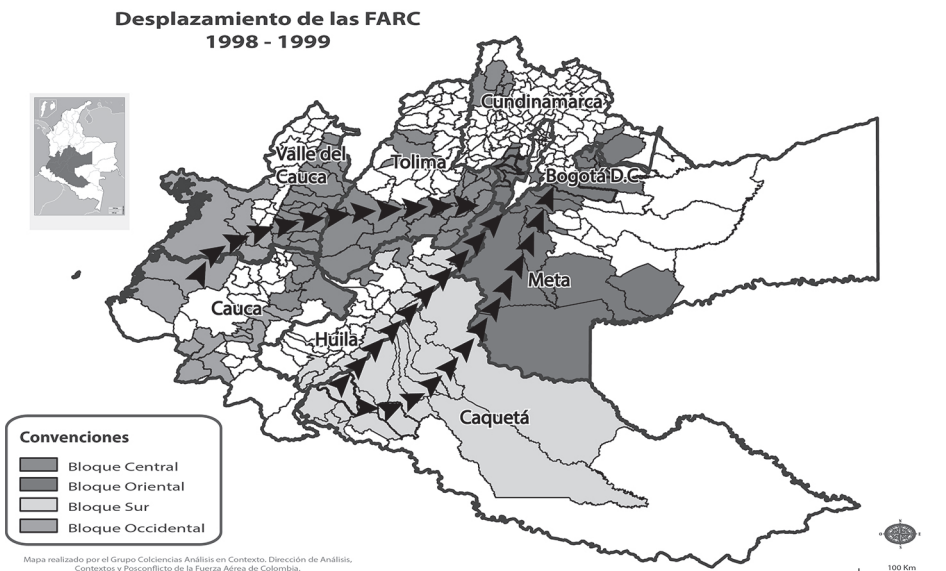 Desplazamiento de las FARC
1998 - 1999
Cundinamarca
Valle del
Cauca
Tolima
Bogotá D.C
Meta
Cauca
Huila
Caquetá
Convenciones
Bloque Central
Bloque Oriental
Bloque Sur
Bloque Occidental
Mapa realizado por el Grupo Colciencias Análisis en Contexto. Dirección de Análisis,
Contextos y Posconflicto de la Fuerza Aérea de Colombia.
100 Km